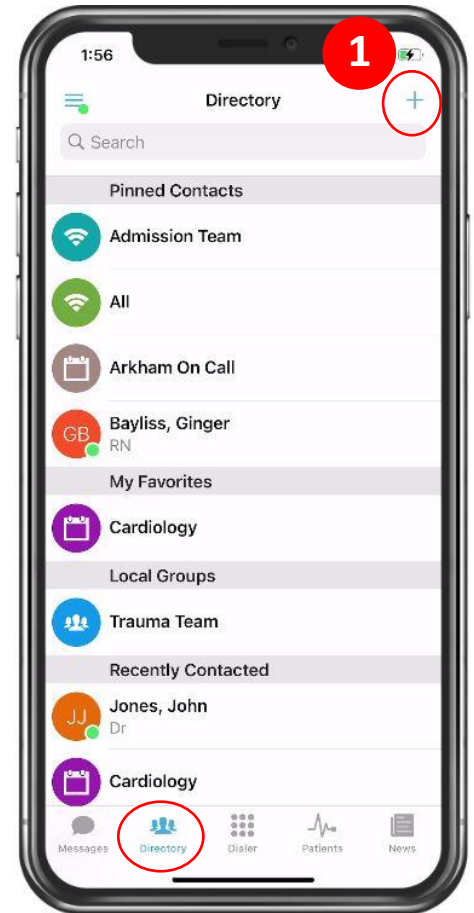 1:56
1
Directory
+
Search
Pinned Contacts
Admission Team
All
Arkham On Call
GB
Bayliss, Ginger
RN
My Favorites
Cardiology
Local Groups
Trauma Team
Recently Contacted
JJ
Jones, John
Dr
Cardiology
Messages Directory Dialer Patients News